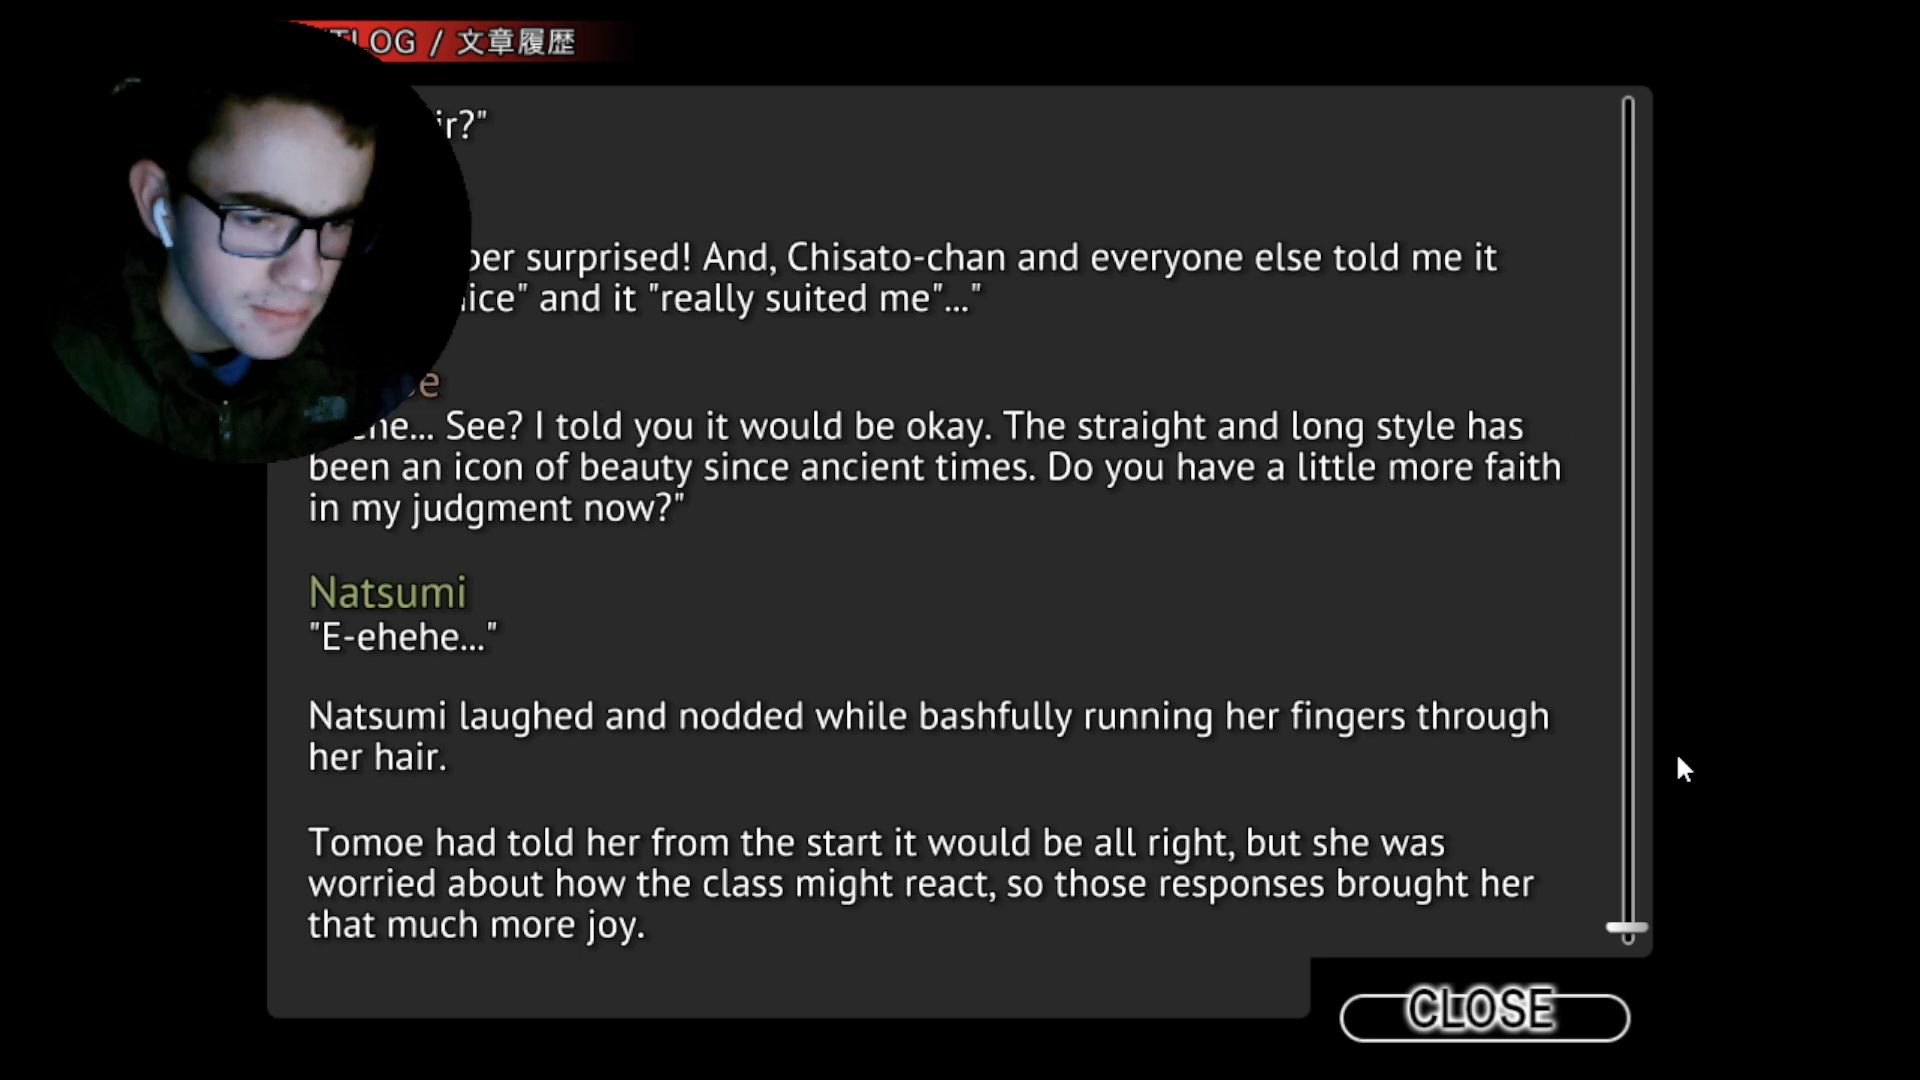 LOG / 文章履歴
ir?"
surprised! And, Chisato-chan and everyone else told me it
and it "really suited me"..."
See? I told you it would be okay. The straight and long style has
been an icon of beauty since ancient times. Do you have a little more faith
in my judgment now?"
Natsumi
"E-ehehe..."
Natsumi laughed and nodded while bashfully running her fingers through
her hair.
Tomoe had told her from the start it would be all right, but she was
worried about how the class might react, so those responses brought her
that much more joy.
CLOSE